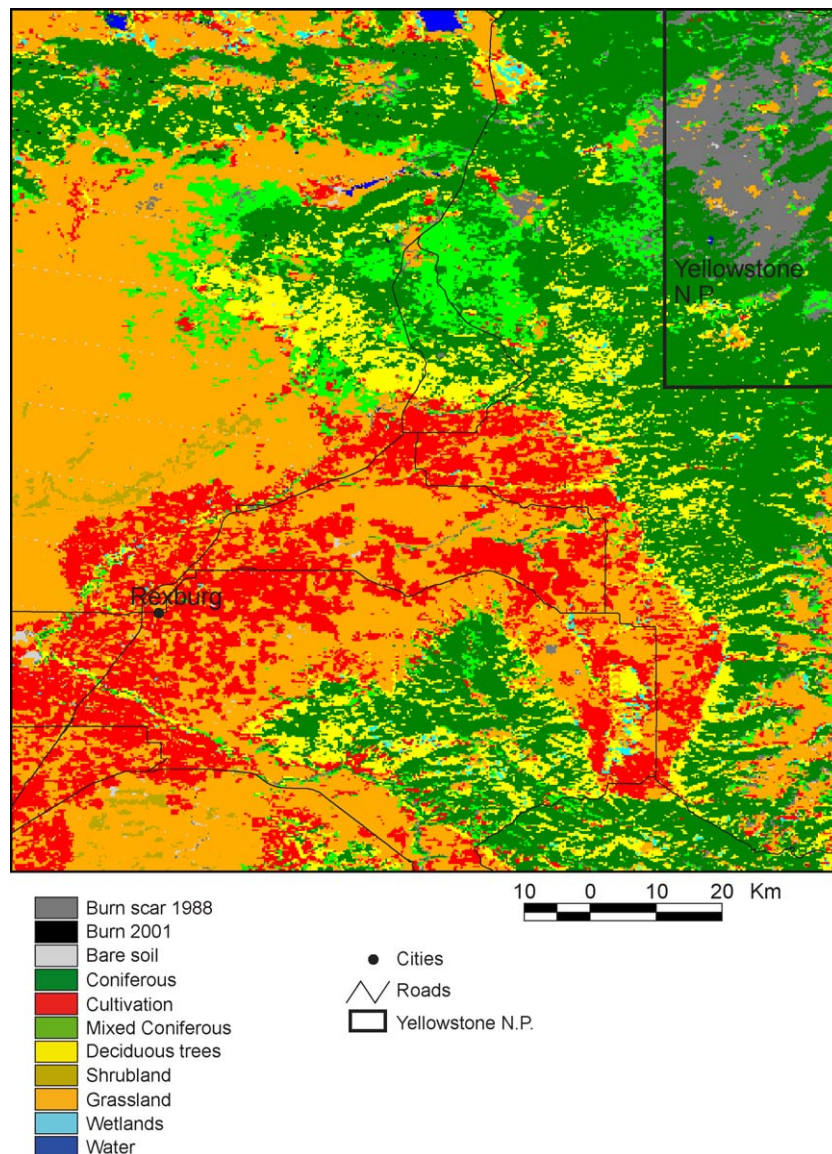 Yellowstone
N.P.
Rexburg
10 0 10 20 Km
Burn scar 1988
Burn 2001
Bare soil
Coniferous
Cultivation
Mixed Coniferous
Deciduous trees
Shrubland
Grassland
Wetlands
Water
Cities
Roads
Yellowstone N.P.